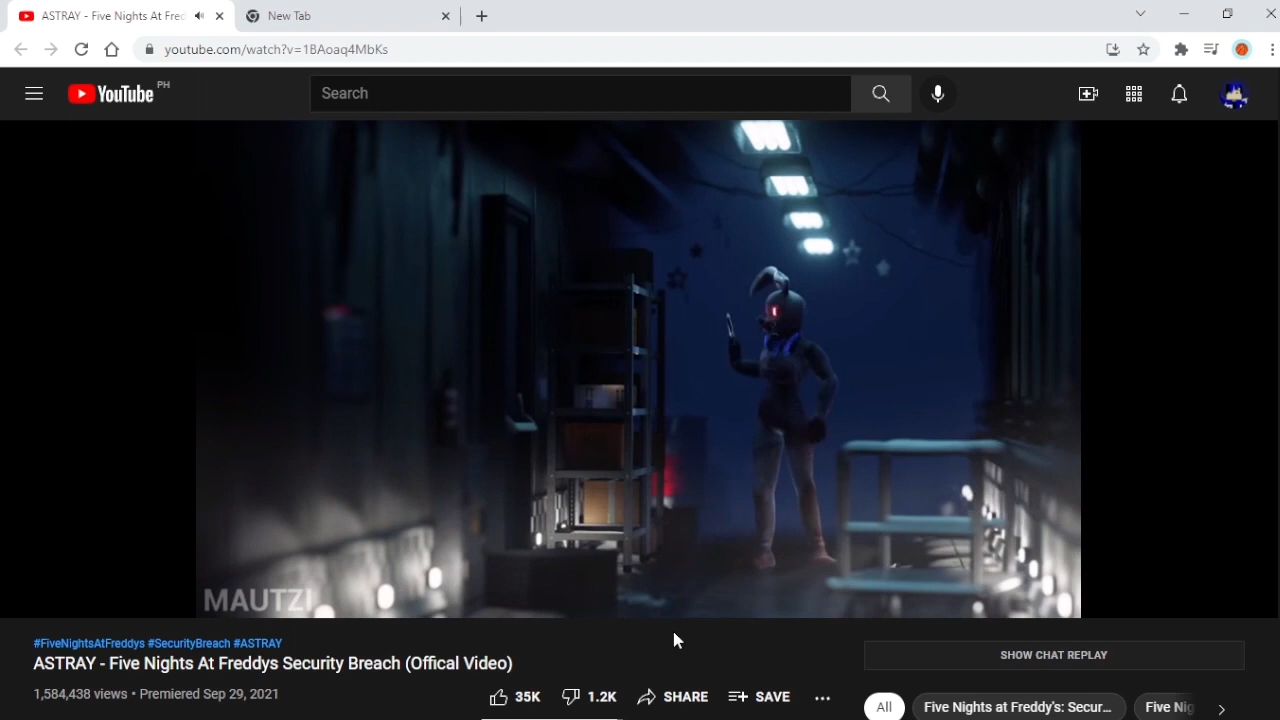 ASTRAY - Five Nights At Fred
New Tab
youtube.com/watch?v=1BAoaq4MbKs
YouTube PH
Search
MAUTZI
#FiveNightsAtFreddys #SecurityBreach #ASTRAY
ASTRAY - Five Nights At Freddys Security Breach (Offical Video)
1,584,438 views • Premiered Sep 29, 2021
35K
1.2K
SHARE
SAVE
SHOW CHAT REPLAY
All
Five Nights at Freddy's: Secur...
Five Nig